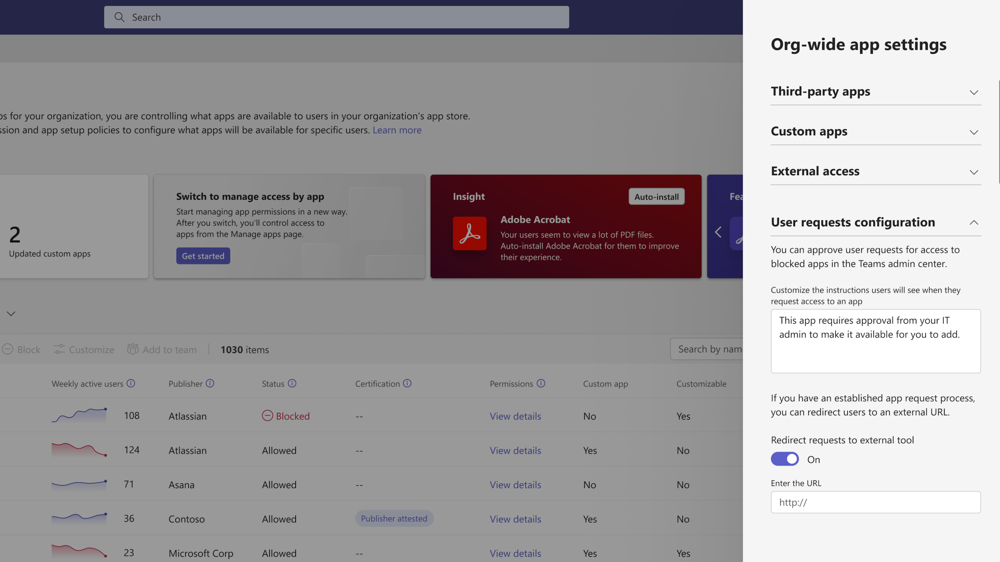 Search
ps for your organization, you are controlling what apps are available to users in your organization's app store.
ssion and app setup policies to configure what apps will be available for specific users. Learn more
2
Updated custom apps
Switch to manage access by app
Start managing app permissions in a new way.
After you switch, you'll control access to
apps from the Manage apps page.
Get started
Insight
Auto-install
Adobe Acrobat
Your users seem to view a lot of PDF files.
Auto-install Adobe Acrobat for them to improve
their experience.
Fea
Block Customize Add to team 1030 items
Search by nam
Weekly active users Publisher Status Certification Permissions Custom app Customizable
108 Atlassian Blocked -- View details No Yes
124 Atlassian Allowed -- View details Yes No
71 Asana Allowed -- View details No No
36 Contoso Allowed Publisher attested View details Yes No
23 Microsoft Corp Allowed -- View details Yes Yes
Org-wide app settings
Third-party apps
Custom apps
External access
User requests configuration
You can approve user requests for access to
blocked apps in the Teams admin center.
Customize the instructions users will see when they
request access to an app
This app requires approval from your IT
admin to make it available for you to add.
If you have an established app request process,
you can redirect users to an external URL.
Redirect requests to external tool
On
Enter the URL
http://